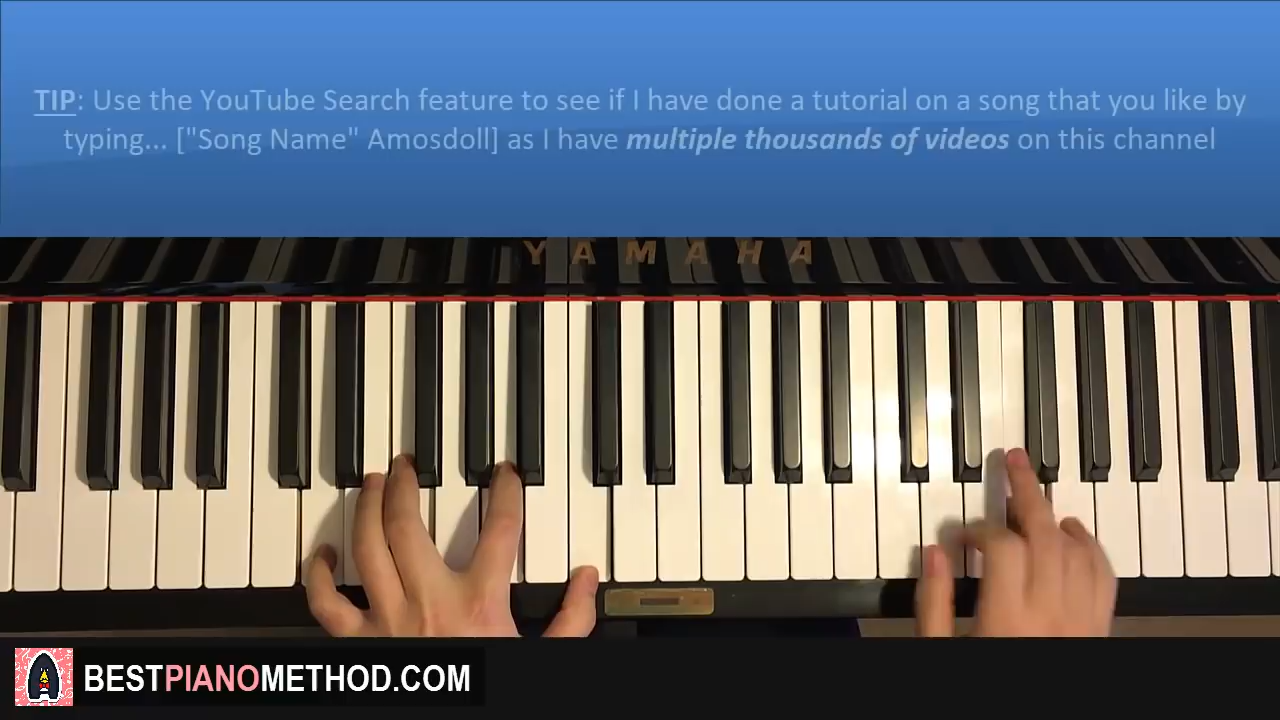 TIP: Use the YouTube Search feature to see if I have done a tutorial on a song that you like by
typing... ["Song Name" Amosdoll] as I have multiple thousands of videos on this channel
YAMAHA
BESTPIANOMETHOD.COM